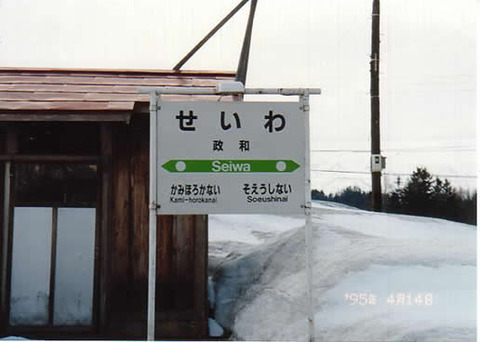 せいわ
政和
Seiwa
かみほろかない そえうしない
Kami-horokanai Soeushinai
'95年 4月14日